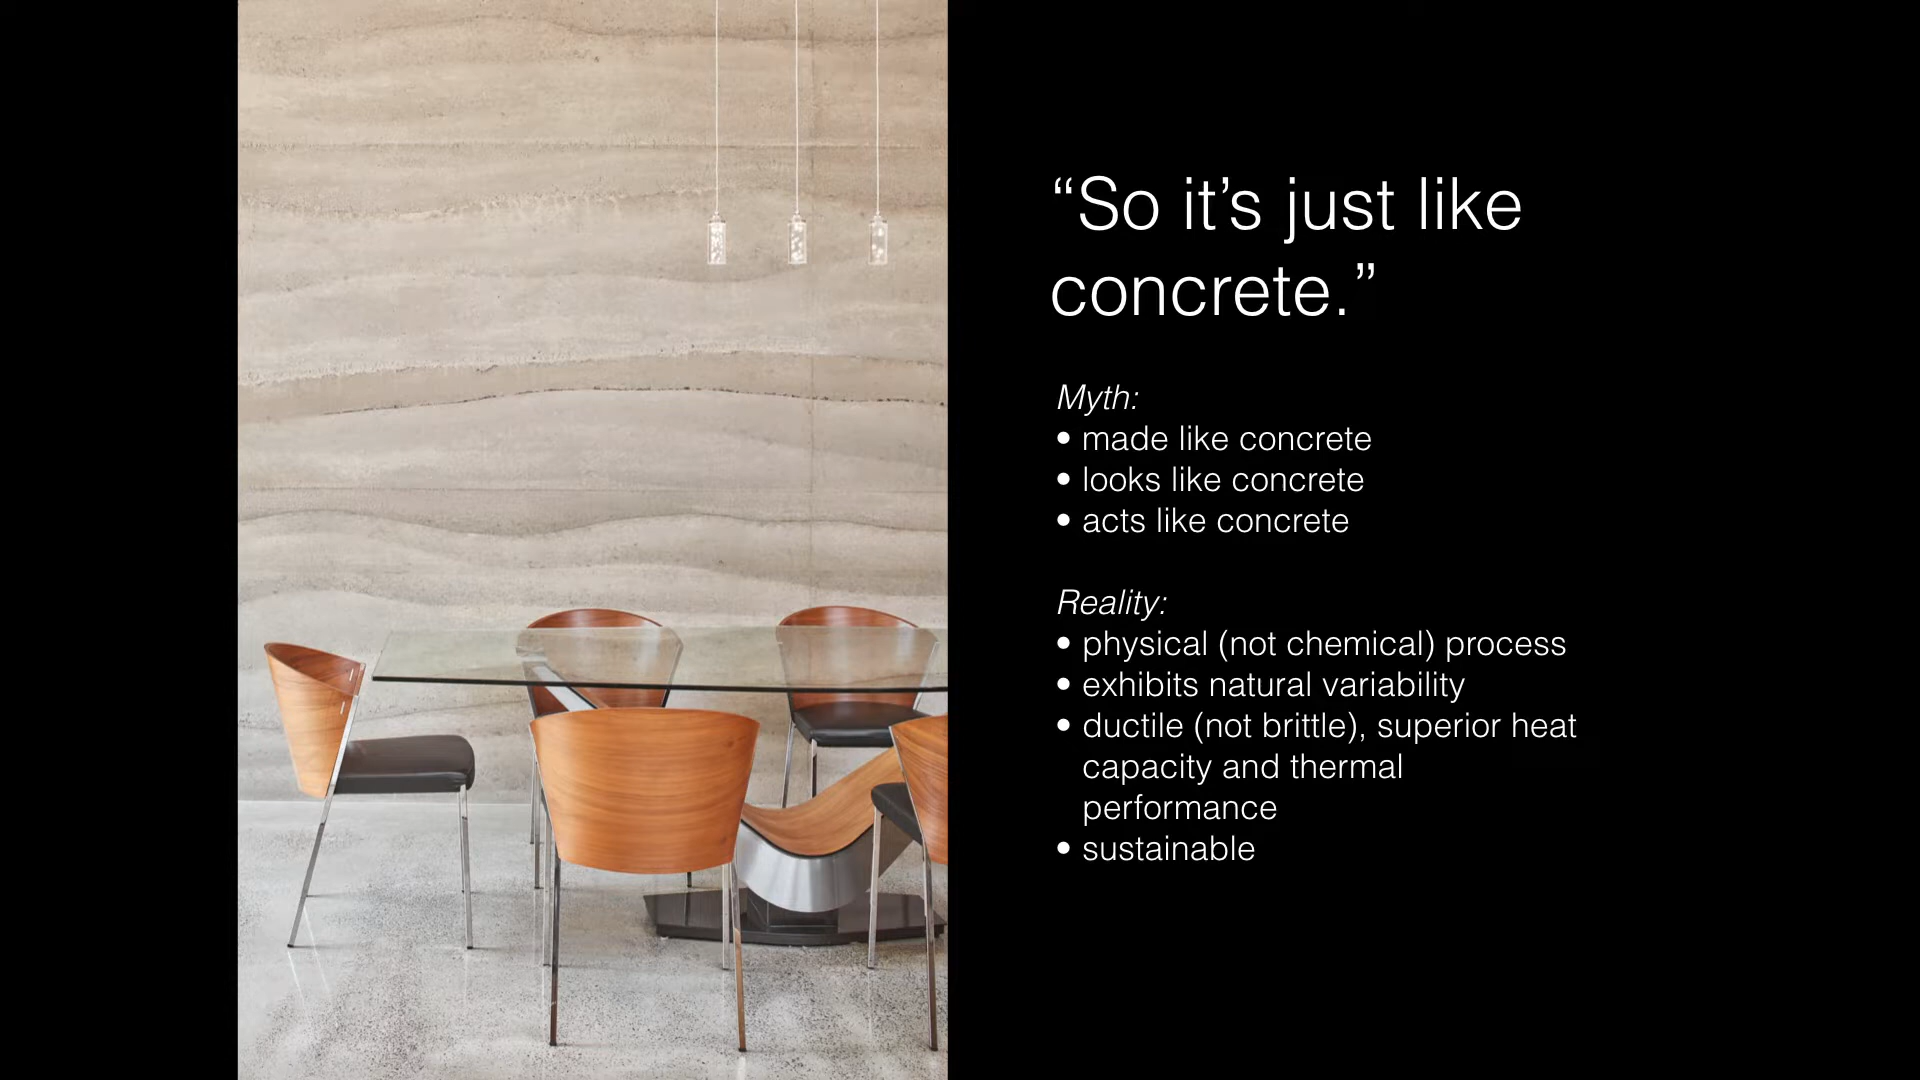 “So it’s just like
concrete.”
Myth:
• made like concrete
• looks like concrete
• acts like concrete
Reality:
• physical (not chemical) process
• exhibits natural variability
• ductile (not brittle), superior heat
capacity and thermal
performance
• sustainable